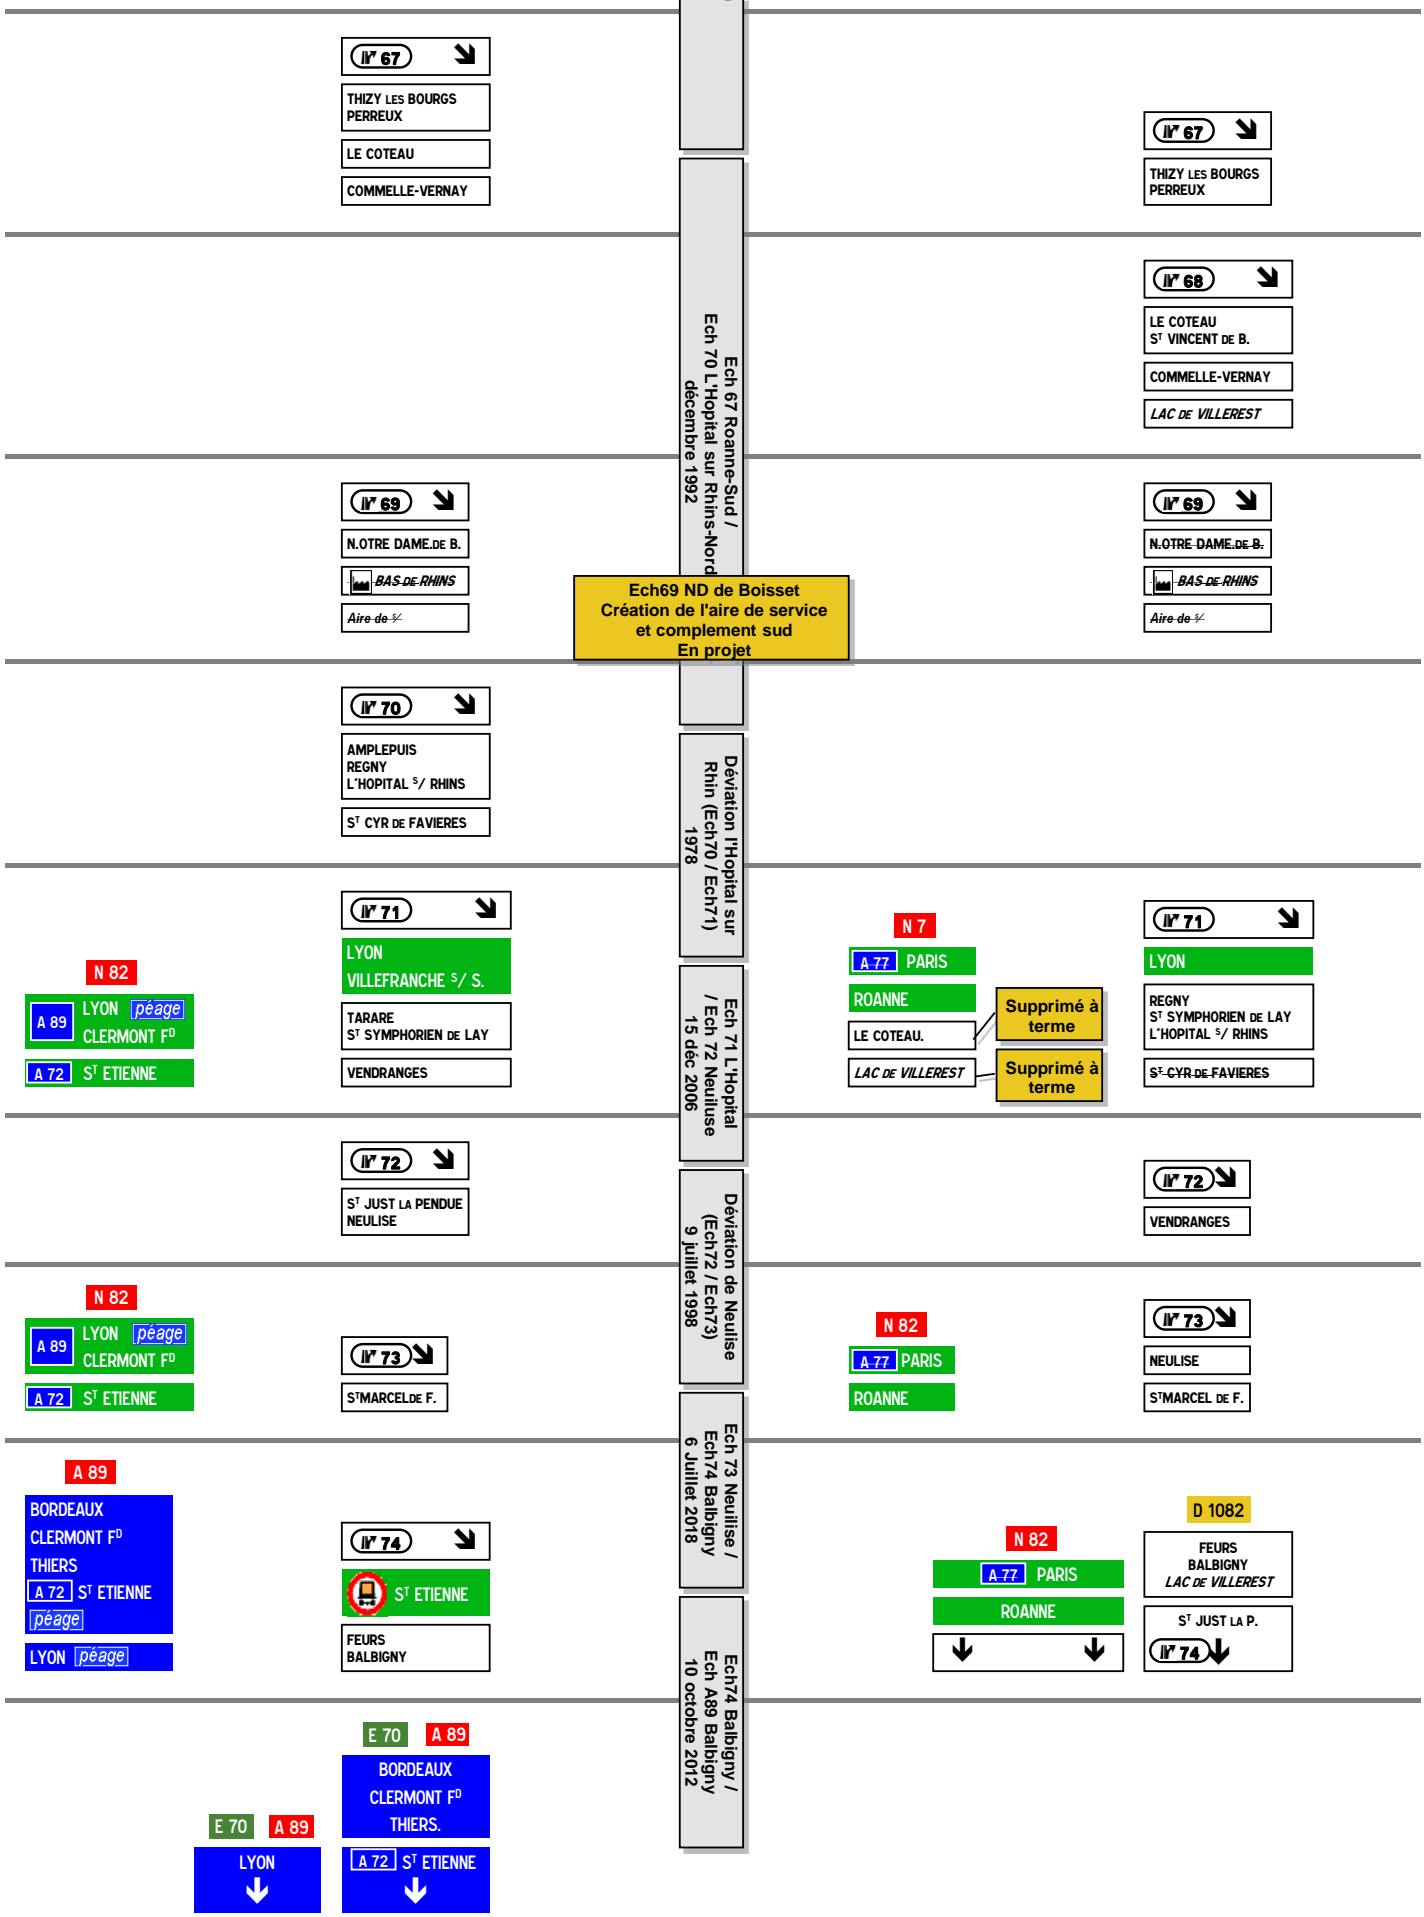 67
THIZY LES BOURGS
PERREUX
LE COTEAU
COMMELLE-VERNAY
67
THIZY LES BOURGS
PERREUX
Ech 67 Roanne-Sud /
Ech 70 L'Hopital sur Rhins-Nord
décembre 1992
68
LE COTEAU
ST VINCENT DE B.
COMMELLE-VERNAY
LAC DE VILLEREST
69
N.OTRE DAME.DE B.
BAS DE RHINS
Aire de s/
Ech69 ND de Boisset
Création de l'aire de service
et complement sud
En projet
69
N.OTRE DAME.DE B.
BAS DE RHINS
Aire de s/
70
AMPLEPUIS
REGNY
L'HOPITAL S/ RHINS
ST CYR DE FAVIERES
Déviation l'Hopital sur
Rhin (Ech70 / Ech71)
1978
N 82
A 89 LYON péage
CLERMONT FD
A 72 ST ETIENNE
71
LYON
VILLEFRANCHE S/ S.
TARARE
ST SYMPHORIEN DE LAY
VENDRANGES
Ech 71 L'Hopital
/ Ech 72 Neuiluse
15 déc 2006
N 7
A 77 PARIS
ROANNE
LE COTEAU.
LAC DE VILLEREST
Supprimé à
terme
Supprimé à
terme
71
LYON
REGNY
ST SYMPHORIEN DE LAY
L'HOPITAL S/ RHINS
ST CYR DE FAVIERES
72
ST JUST LA PENDUE
NEULISE
Déviation de Neulise
(Ech72 / Ech73)
9 juillet 1998
72
VENDRANGES
N 82
A 89 LYON péage
CLERMONT FD
A 72 ST ETIENNE
73
STMARCELDE F.
N 82
A 77 PARIS
ROANNE
73
NEULISE
STMARCEL DE F.
Ech 73 Neuilise /
Ech74 Balbigny
6 Juillet 2018
A 89
BORDEAUX
CLERMONT FD
THIERS
A 72 ST ETIENNE
péage
LYON péage
74
ST ETIENNE
FEURS
BALBIGNY
N 82
A 77 PARIS
ROANNE
D 1082
FEURS
BALBIGNY
LAC DE VILLEREST
ST JUST LA P.
74
Ech74 Balbigny /
Ech A89 Balbigny
10 octobre 2012
E 70 A 89
LYON
E 70 A 89
BORDEAUX
CLERMONT FD
THIERS.
A 72 ST ETIENNE